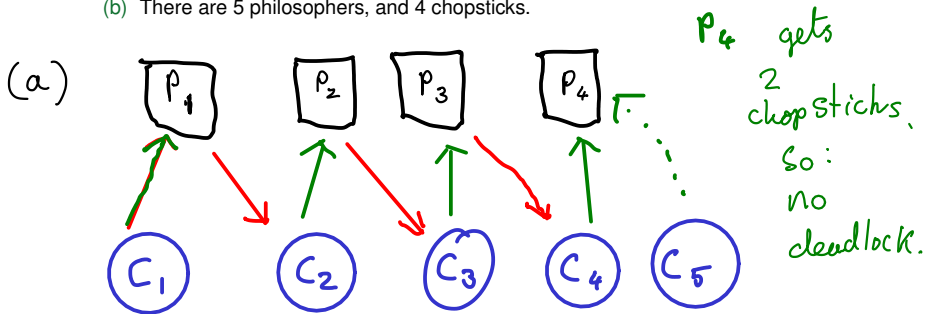 (b) There are 5 philosophers, and 4 chopsticks.
(a)
P1 P2 P3 P4
C1 C2 C3 C4 C5
P4 gets
2
chopsticks,
so:
no
deadlock.